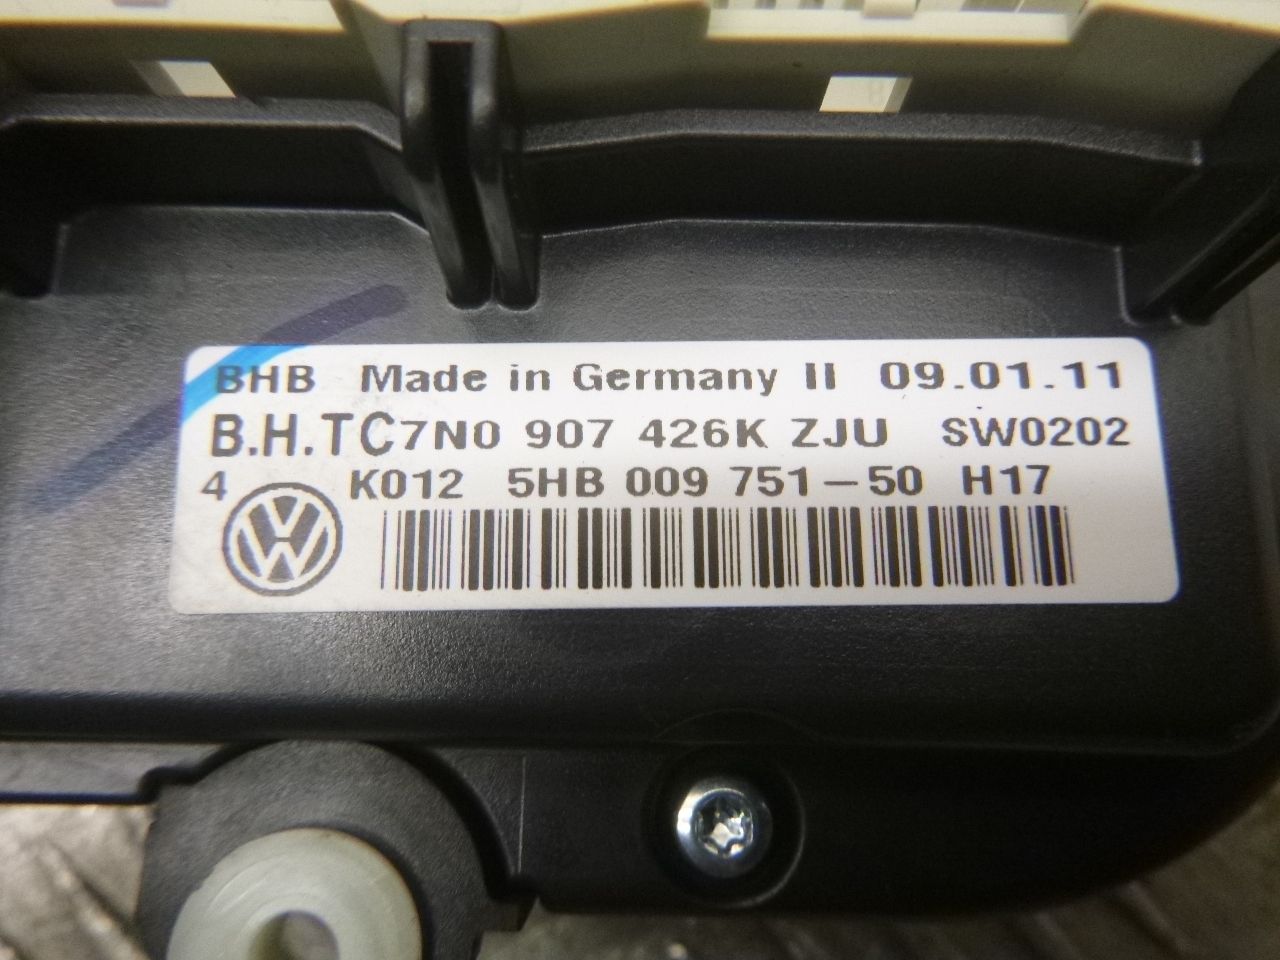 BHB Made in Germany II 09.01.11
B.H.TC7N0 907 426K ZJU SW0202
4 K012 5HB 009 751-50 H17